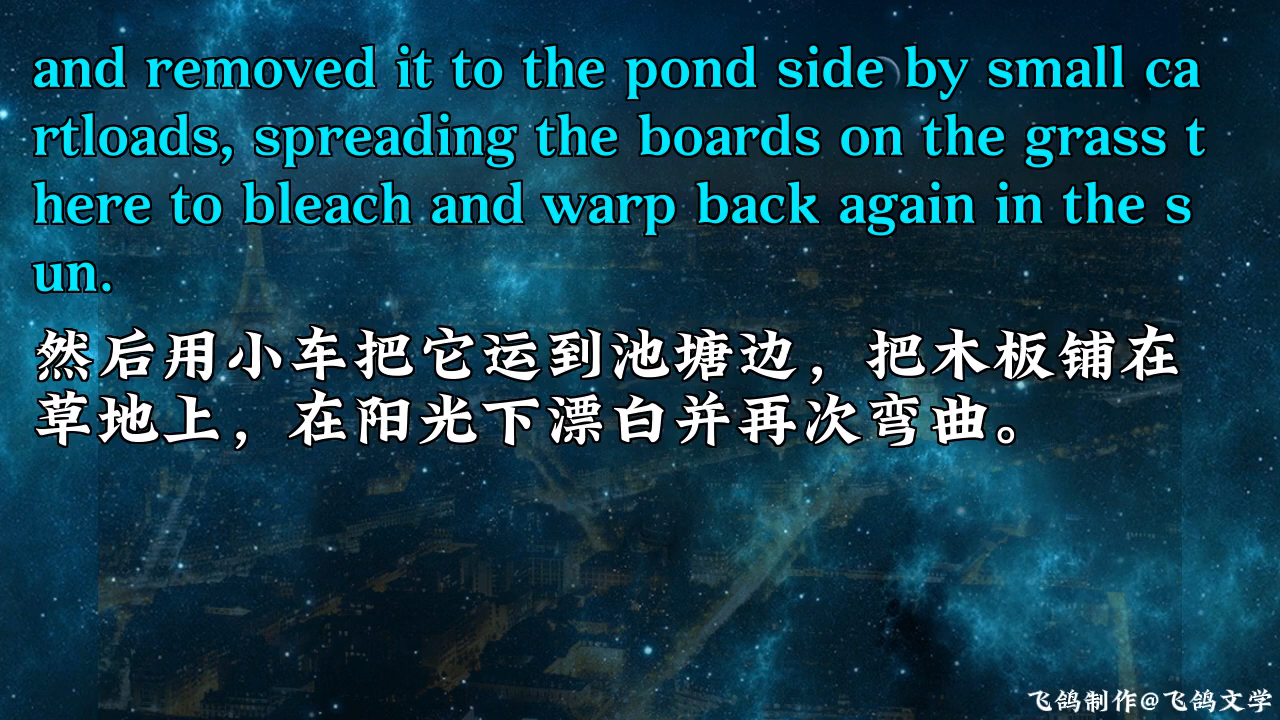 and removed it to the pond side by small ca
rtloads, spreading the boards on the grass t
here to bleach and warp back again in the s
un.
然后用小车把它运到池塘边，把木板铺在
草地上，在阳光下漂白并再次弯曲。
飞鸽制作@飞鸽文学